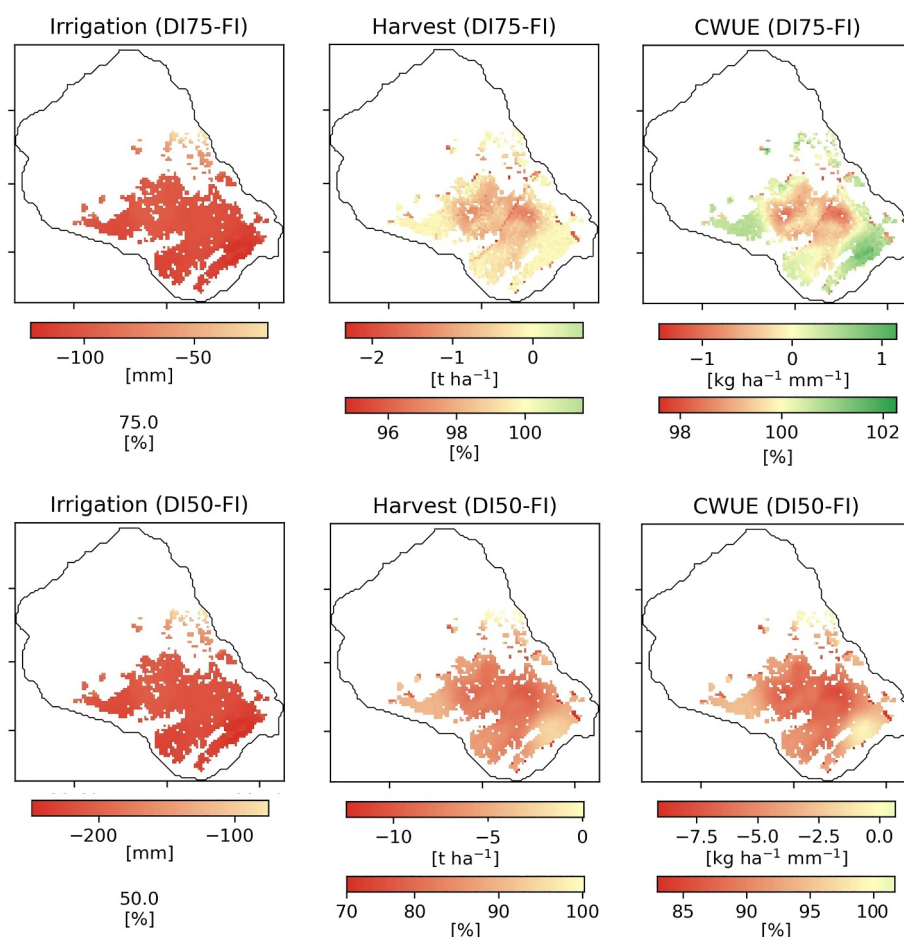 Irrigation (DI75-FI) Harvest (DI75-FI) CWUE (DI75-FI)
−100 −50 −2 −1 0 −1 0 1
[mm] [t ha⁻¹] [kg ha⁻¹ mm⁻¹]
75.0 96 98 100 98 100 102
[%] [%] [%]
Irrigation (DI50-FI) Harvest (DI50-FI) CWUE (DI50-FI)
−200 −100 −10 −5 0 −7.5 −5.0 −2.5 0.0
[mm] [t ha⁻¹] [kg ha⁻¹ mm⁻¹]
50.0 70 80 90 100 85 90 95 100
[%] [%] [%]